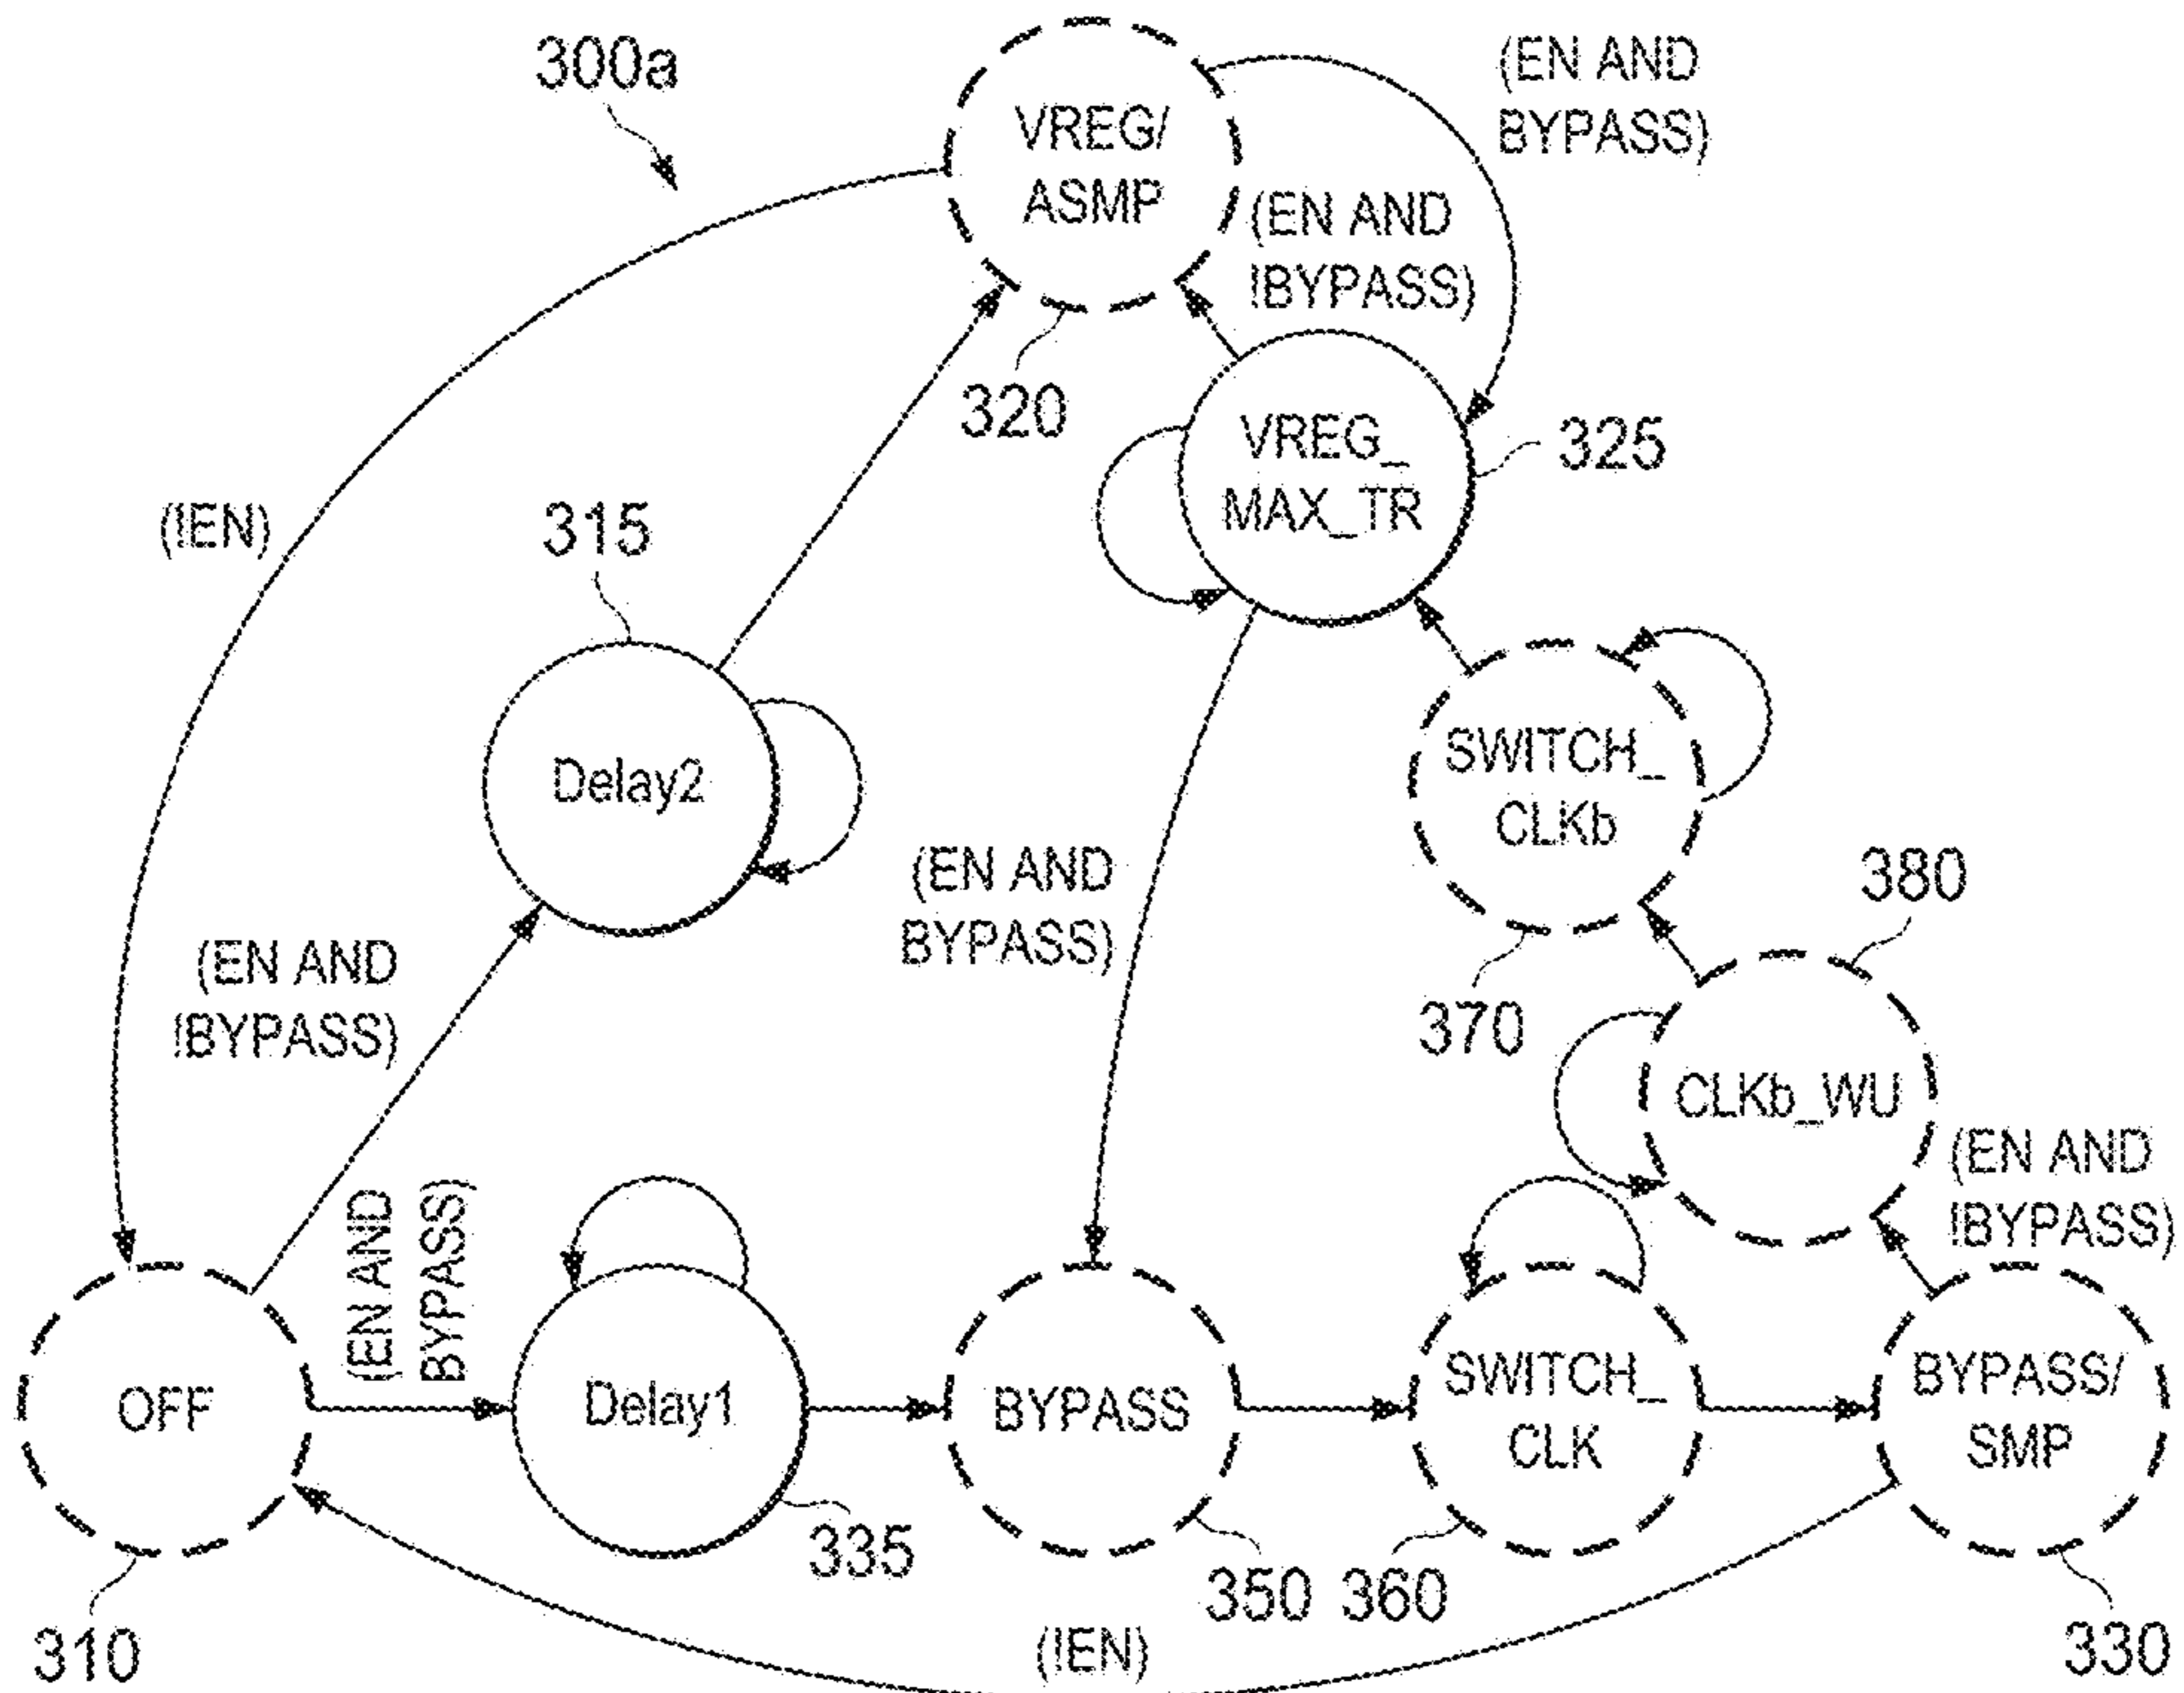 300a
VREG/
ASMP
(EN AND
BYPASS)
(EN AND
!BYPASS)
320
VREG_
MAX_TR
325
(!EN)
315
Delay2
SWITCH_
CLKb
(EN AND
BYPASS)
380
(EN AND
!BYPASS)
370
CLKb_WU
(EN AND
!BYPASS)
(EN AND
BYPASS)
OFF
Delay1
BYPASS
SWITCH_
CLK
BYPASS/
SMP
335
350
360
310
(!EN)
330